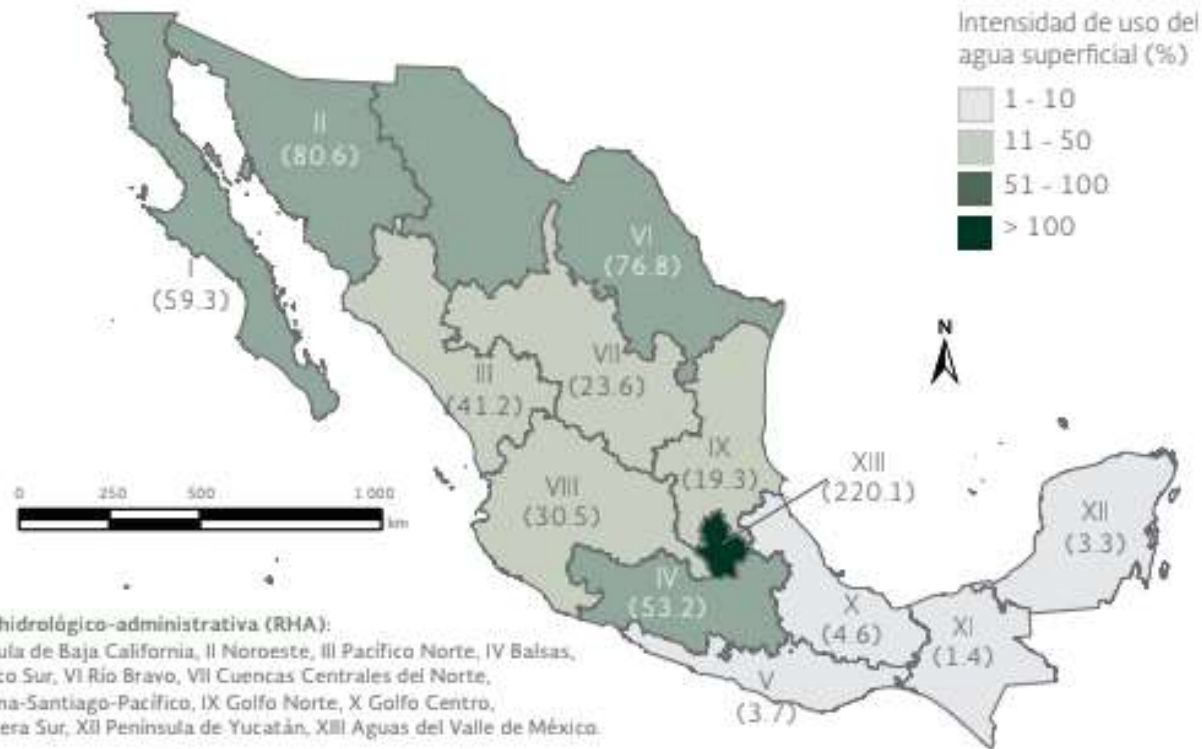 Intensidad de uso del
agua superficial (%)
1 - 10
11 - 50
51 - 100
> 100
II
(80.6)
VI
(76.8)
I
(59.3)
N
VII
(23.6)
III
(41.2)
IX
(19.3)
XIII
(220.1)
VIII
(30.5)
XII
(3.3)
0 250 500 1 000
km
IV
(53.2)
X
(4.6)
XI
(1.4)
V
(3.7)
hidrológico-administrativa (RHA):
ula de Baja California, II Noroeste, III Pacífico Norte, IV Balsas,
co Sur, VI Río Bravo, VII Cuencas Centrales del Norte,
na-Santiago-Pacífico, IX Golfo Norte, X Golfo Centro,
era Sur, XII Península de Yucatán, XIII Aguas del Valle de México.